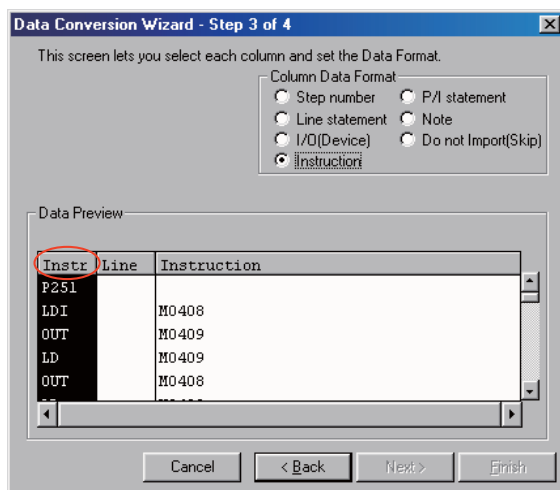 Data Conversion Wizard - Step 3 of 4
This screen lets you select each column and set the Data Format.
Column Data Format
Step number P/I statement
Line statement Note
I/O(Device) Do not Import(Skip)
Instruction
Data Preview
Instr Line Instruction
P251
LDI M0408
OUT M0409
LD M0409
OUT M0408
Cancel < Back Next > Finish